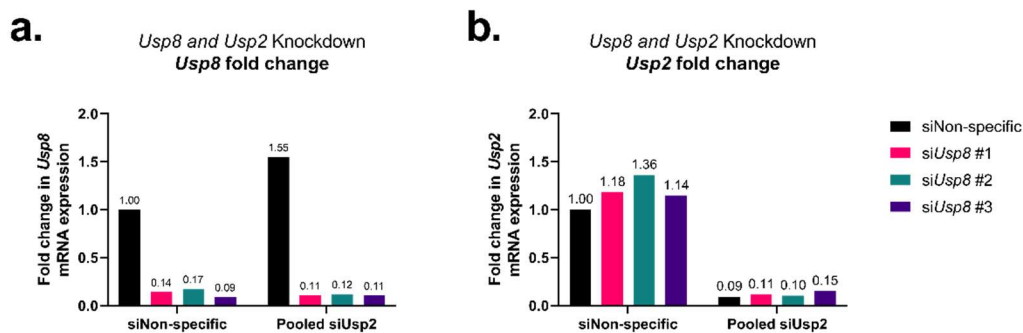 a.
Usp8 and Usp2 Knockdown
Usp8 fold change
Fold change in Usp8
mRNA expression
2.0
1.5
1.0
0.5
0.0
1.00
0.14
0.17
0.09
1.55
0.11
0.12
0.11
siNon-specific
Pooled siUsp2
b.
Usp8 and Usp2 Knockdown
Usp2 fold change
Fold change in Usp2
mRNA expression
2.0
1.5
1.0
0.5
0.0
1.00
1.18
1.36
1.14
0.09
0.11
0.10
0.15
siNon-specific
Pooled siUsp2
siNon-specific
siUsp8 #1
siUsp8 #2
siUsp8 #3